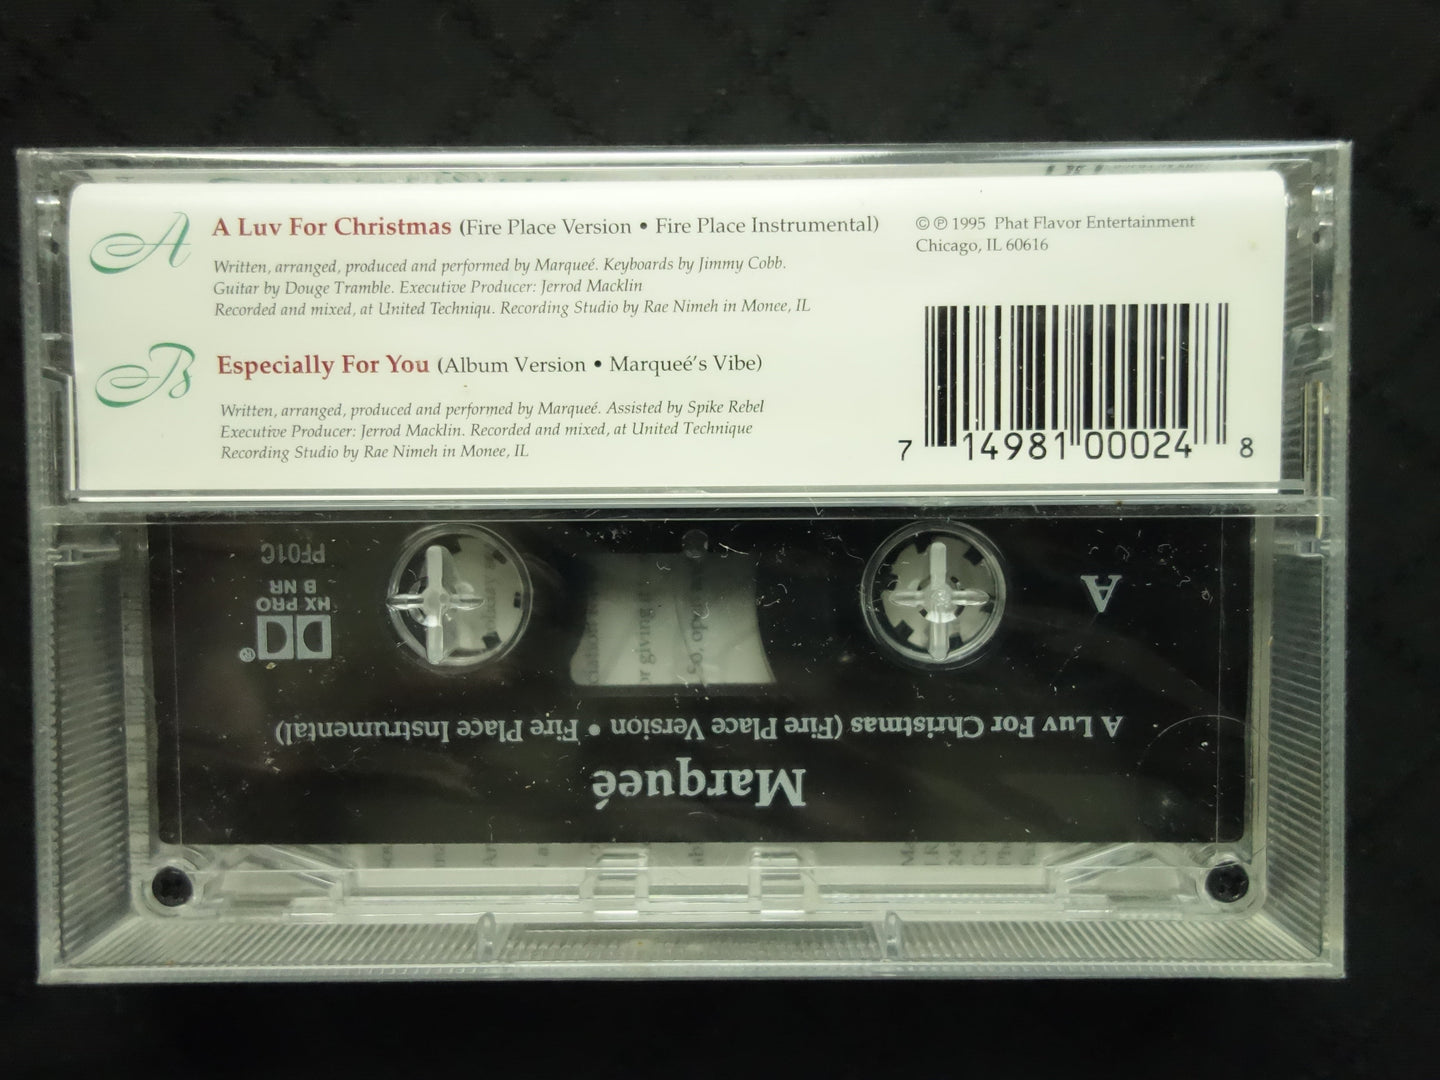 A
A Luv For Christmas (Fire Place Version • Fire Place Instrumental)
Written, arranged, produced and performed by Marqueé. Keyboards by Jimmy Cobb.
Guitar by Douge Tramble. Executive Producer: Jerrod Macklin
Recorded and mixed, at United Techniqu. Recording Studio by Rae Nimeh in Monee, IL
B
Especially For You (Album Version • Marqueé's Vibe)
Written, arranged, produced and performed by Marqueé. Assisted by Spike Rebel
Executive Producer: Jerrod Macklin. Recorded and mixed, at United Technique
Recording Studio by Rae Nimeh in Monee, IL
© ℗ 1995 Phat Flavor Entertainment
Chicago, IL 60616
7 14981 00024 8
Marqueé
A Luv For Christmas (Fire Place Version • Fire Place Instrumental)
A
HX PRO
B NR
PF01C
or giving